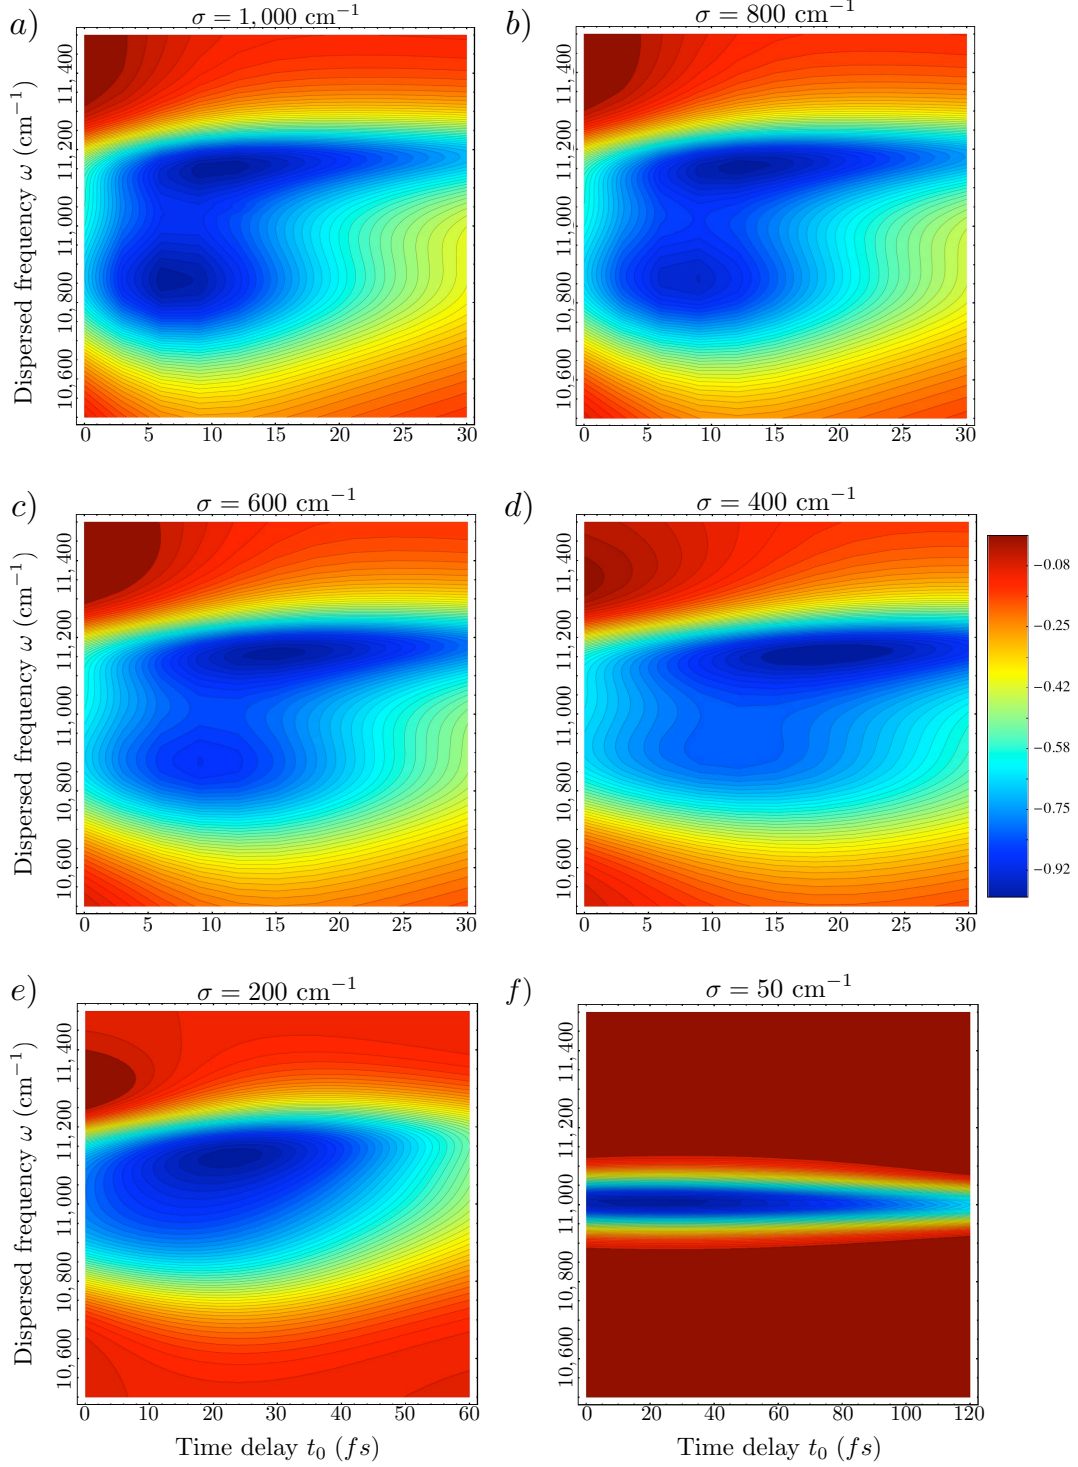 a) σ = 1,000 cm⁻¹
b) σ = 800 cm⁻¹
Dispersed frequency ω (cm⁻¹)
11,400
11,200
11,000
10,800
10,600
0 5 10 15 20 25 30
11,400
11,200
11,000
10,800
10,600
0 5 10 15 20 25 30
c) σ = 600 cm⁻¹
d) σ = 400 cm⁻¹
Dispersed frequency ω (cm⁻¹)
11,400
11,200
11,000
10,800
10,600
0 5 10 15 20 25 30
11,400
11,200
11,000
10,800
10,600
0 5 10 15 20 25 30
−0.08
−0.25
−0.42
−0.58
−0.75
−0.92
e) σ = 200 cm⁻¹
f) σ = 50 cm⁻¹
Dispersed frequency ω (cm⁻¹)
11,400
11,200
11,000
10,800
10,600
0 10 20 30 40 50 60
Time delay t₀ (fs)
11,400
11,200
11,000
10,800
10,600
0 20 40 60 80 100 120
Time delay t₀ (fs)